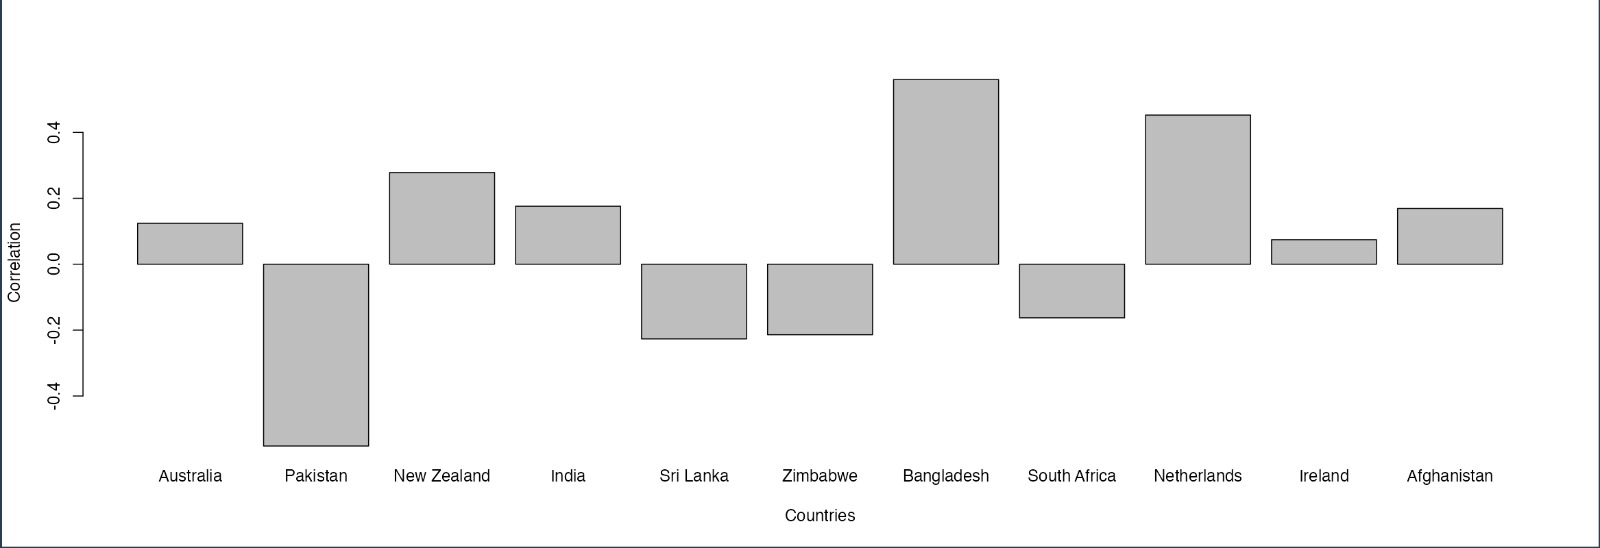 Correlation
0.4
0.2
0.0
-0.2
-0.4
Australia Pakistan New Zealand India Sri Lanka Zimbabwe Bangladesh South Africa Netherlands Ireland Afghanistan
Countries